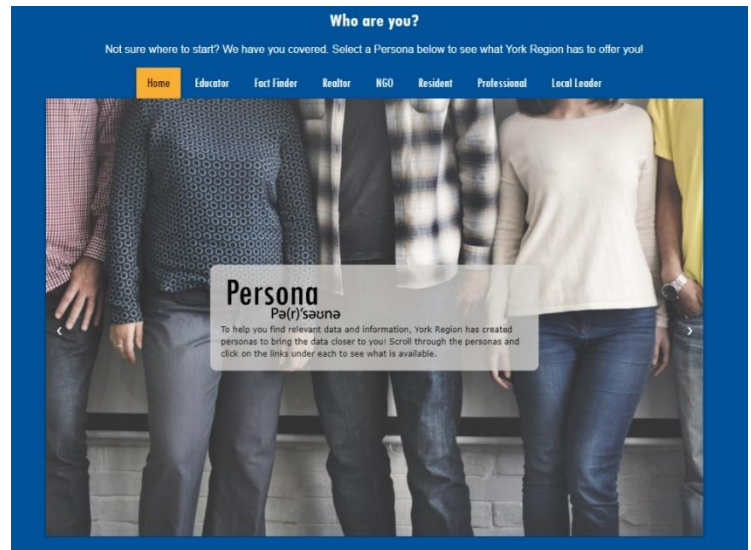 Who are you?
Not sure where to start? We have you covered. Select a Persona below to see what York Region has to offer you!
Home Educator Fact Finder Realtor NGO Resident Professional Local Leader
Persona
Pə(r)ˈsəʊnə
To help you find relevant data and information, York Region has created
personas to bring the data closer to you! Scroll through the personas and
click on the links under each to see what is available.